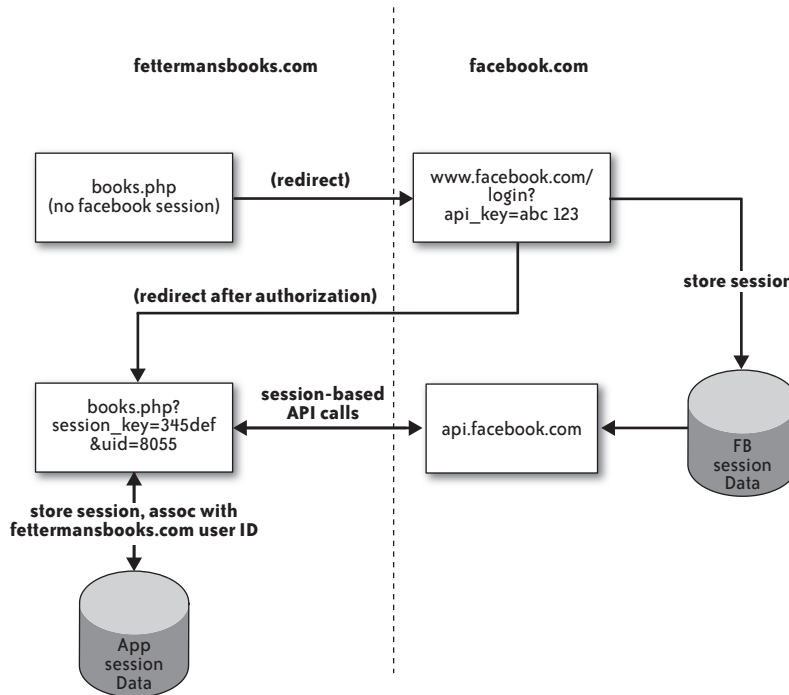 fettermansbooks.com
facebook.com
books.php
(no facebook session)
(redirect)
www.facebook.com/
login?
api_key=abc 123
(redirect after authorization)
store session
books.php?
session_key=345def
&uid=8055
session-based
API calls
api.facebook.com
FB
session
Data
store session, assoc with
fettermansbooks.com user ID
App
session
Data